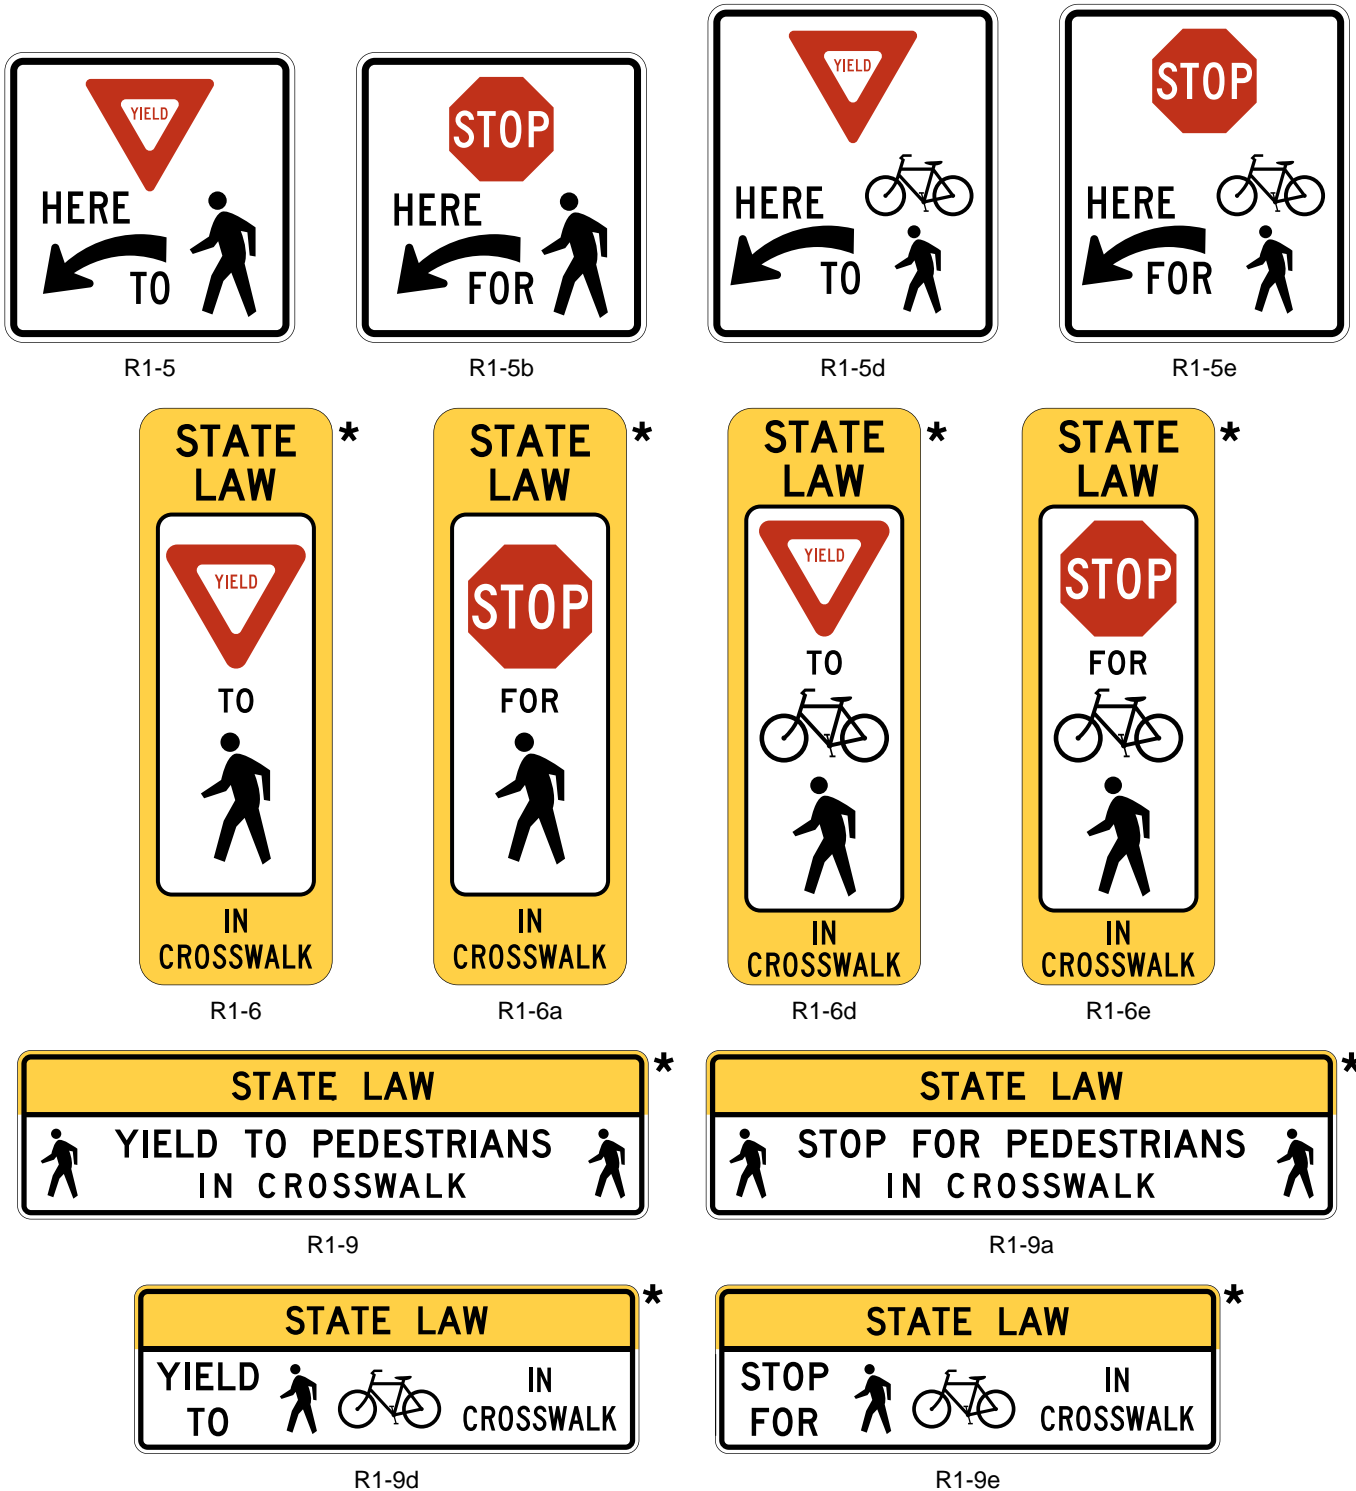 YIELD
HERE
TO
R1-5
STOP
HERE
FOR
R1-5b
YIELD
HERE
TO
R1-5d
STOP
HERE
FOR
R1-5e
STATE *
LAW
YIELD
TO
IN
CROSSWALK
R1-6
STATE *
LAW
STOP
FOR
IN
CROSSWALK
R1-6a
STATE *
LAW
YIELD
TO
IN
CROSSWALK
R1-6d
STATE *
LAW
STOP
FOR
IN
CROSSWALK
R1-6e
STATE LAW *
YIELD TO PEDESTRIANS
IN CROSSWALK
R1-9
STATE LAW *
STOP FOR PEDESTRIANS
IN CROSSWALK
R1-9a
STATE LAW *
YIELD
TO
IN
CROSSWALK
R1-9d
STATE LAW *
STOP
FOR
IN
CROSSWALK
R1-9e